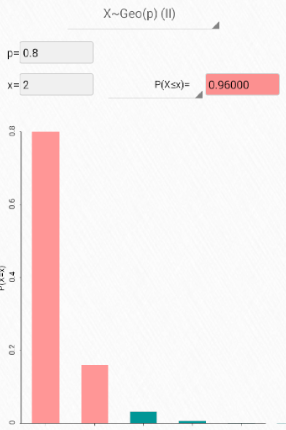 X~Geo(p) (II)
p= 0.8
x= 2 P(X≤x)= 0.96000
0.8
0.6
0.4
0.2
0
P(X=x)